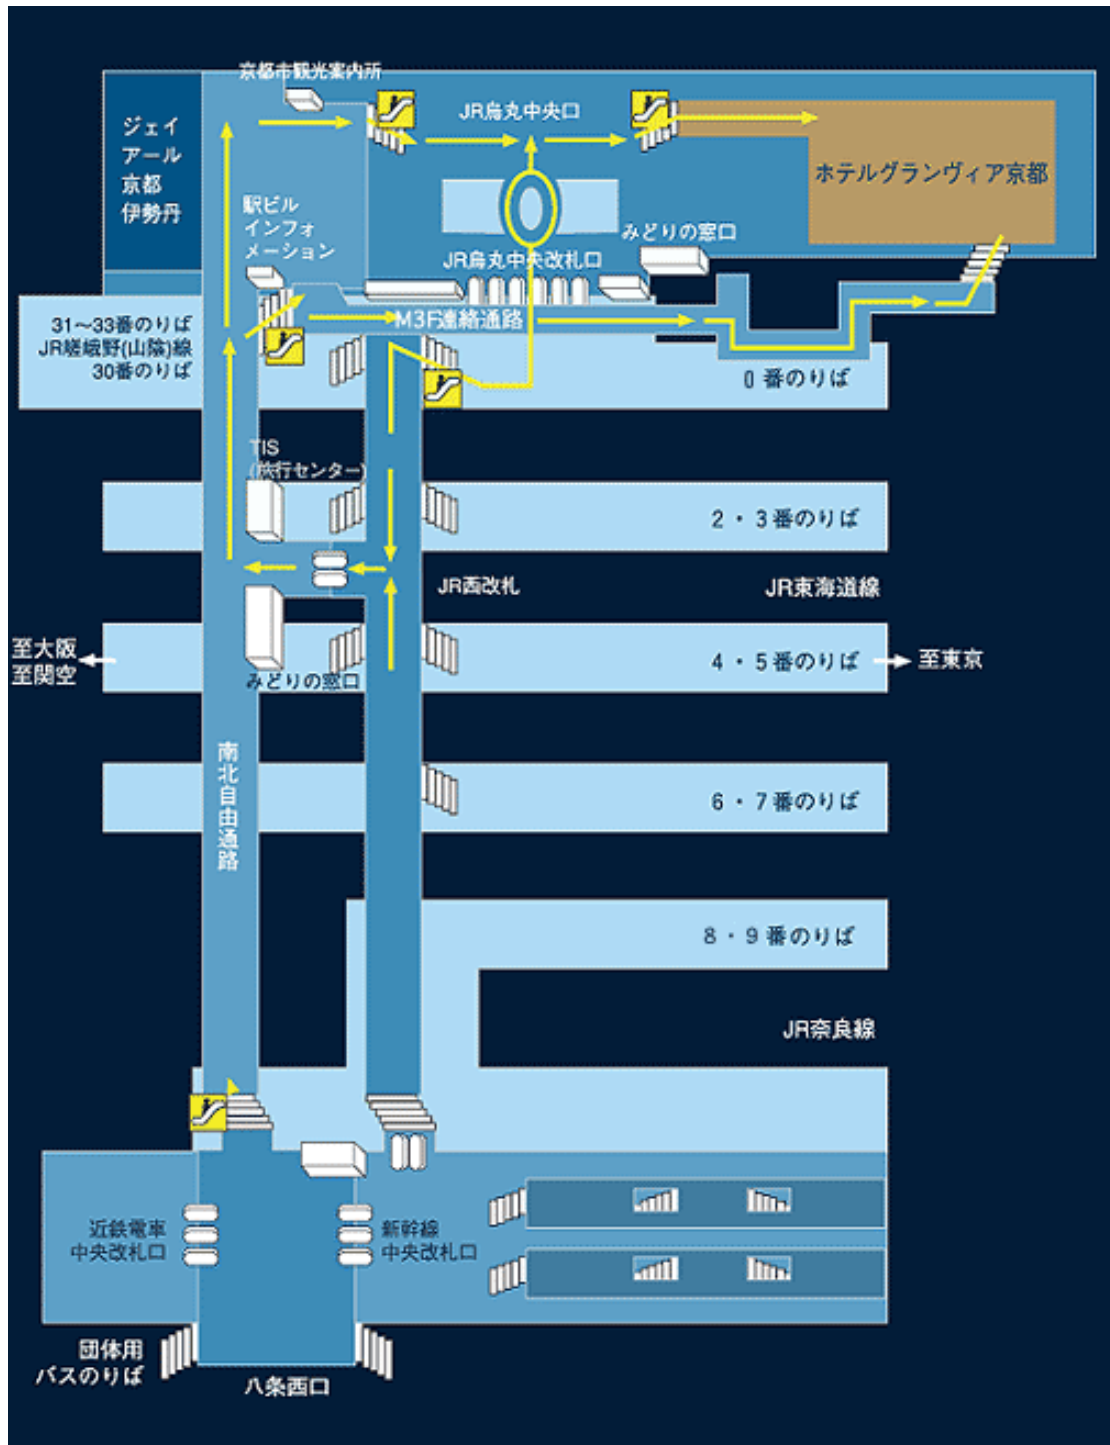 京都市観光案内所
ジェイ
アール
京都
伊勢丹
JR烏丸中央口
ホテルグランヴィア京都
駅ビル
インフォ
メーション
みどりの窓口
JR烏丸中央改札口
31～33番のりば
JR嵯峨野(山陰)線
30番のりば
M3F連絡通路
0番のりば
TIS
(旅行センター)
2・3番のりば
JR西改札
JR東海道線
至大阪
至関空
4・5番のりば
至東京
みどりの窓口
南北自由通路
6・7番のりば
8・9番のりば
JR奈良線
近鉄電車
中央改札口
新幹線
中央改札口
団体用
バスのりば
八条西口